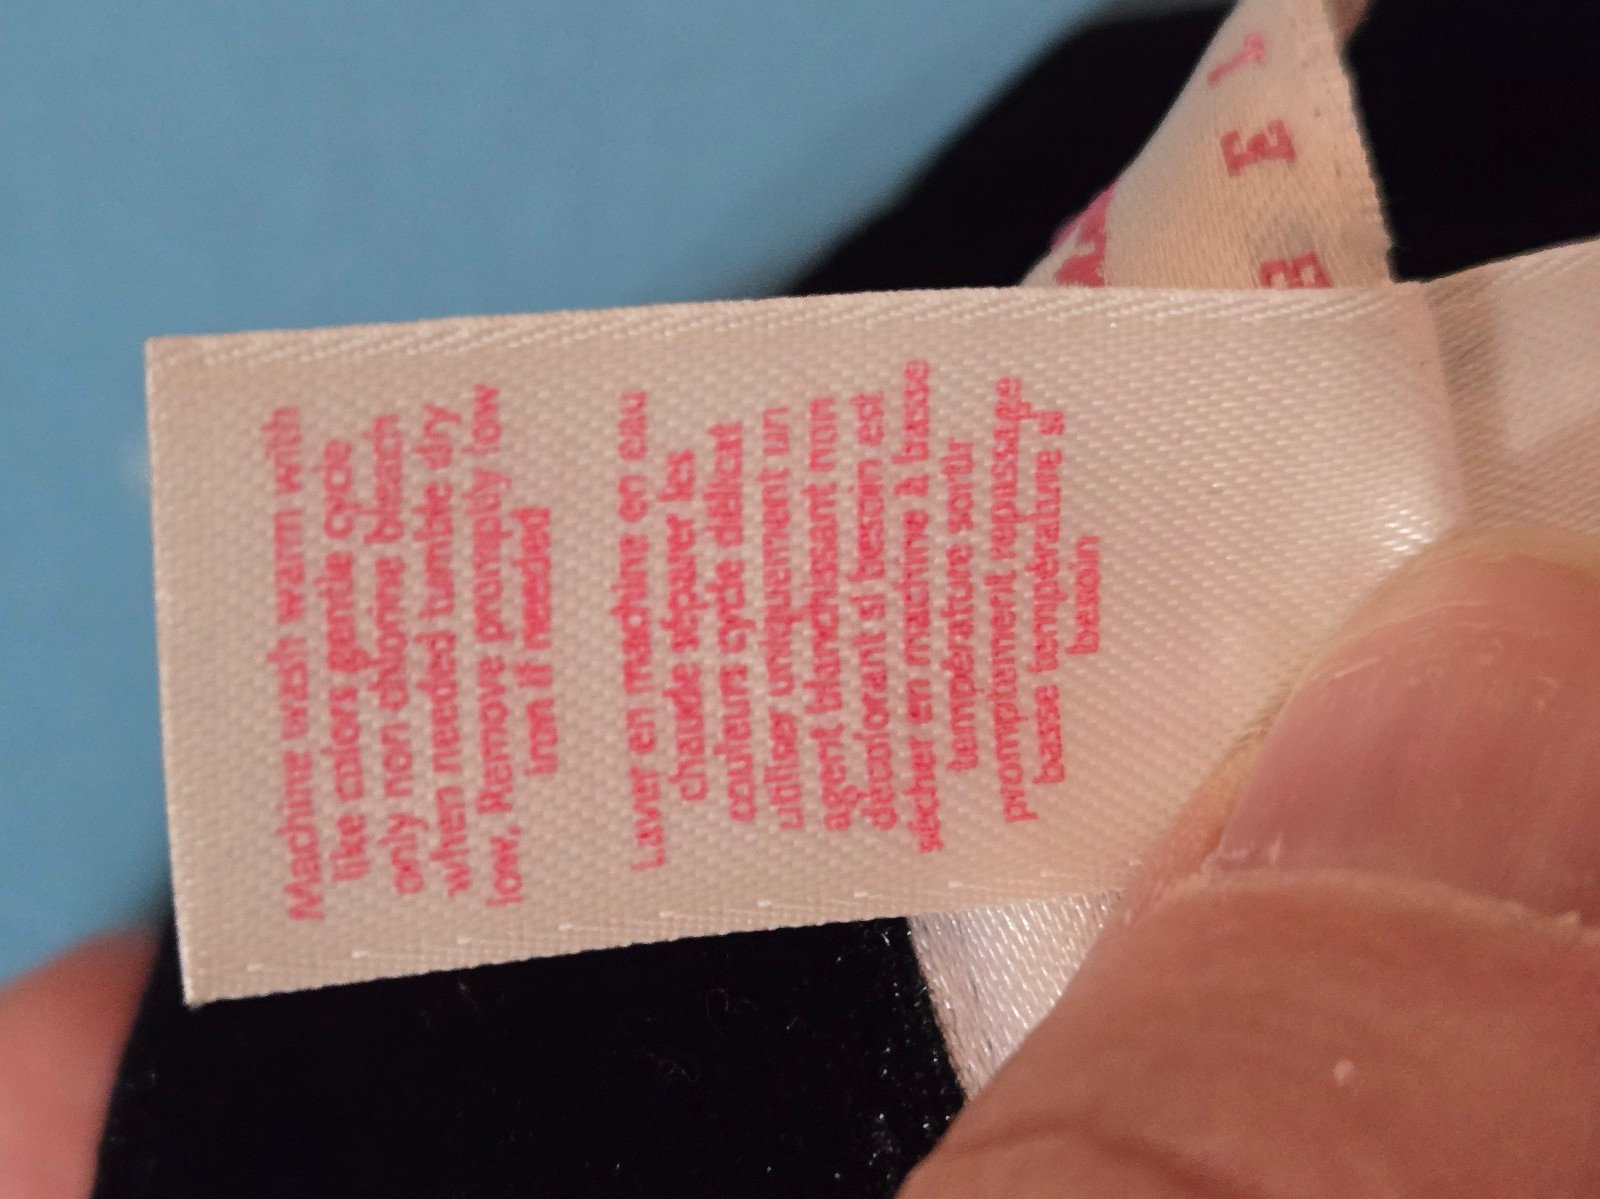 Machine wash warm with
like colors gentle cycle
only non chlorine bleach
when needed tumble dry
low. Remove promptly low
iron if needed
Laver en machine en eau
chaude séparer les
couleurs cycle délicat
utiliser uniquement un
agent blanchissant non
décolorant si besoin est
sécher en machine à basse
température sortir
promptement repassage
basse température si
besoin